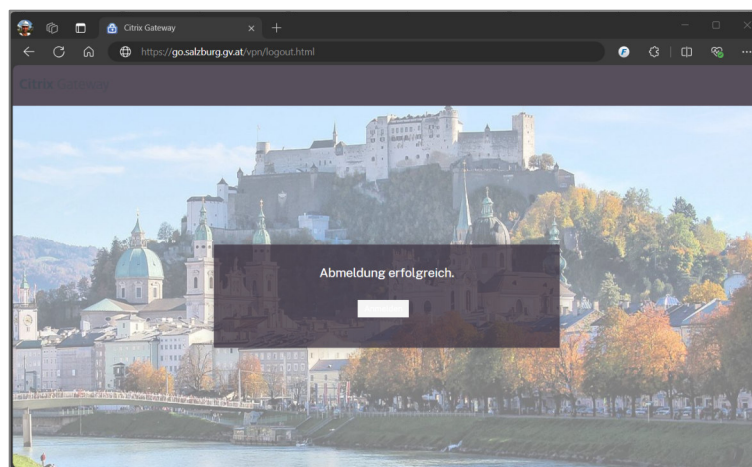 Citrix Gateway
https://go.salzburg.gv.at/vpn/logout.html
Citrix Gateway
Abmeldung erfolgreich.